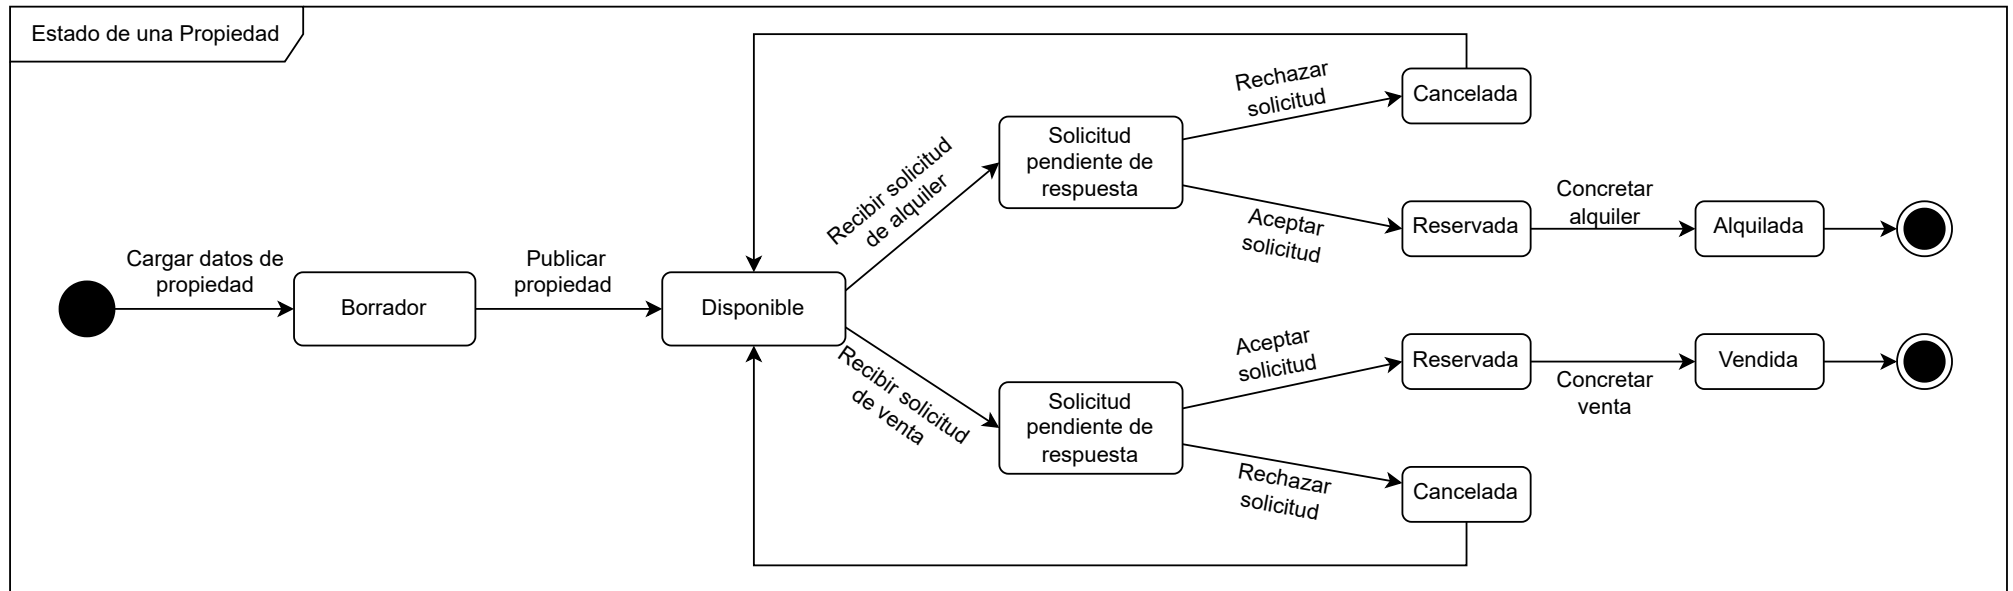 Estado de una Propiedad
Cargar datos de
propiedad
Borrador
Publicar
propiedad
Disponible
Recibir solicitud
de alquiler
Solicitud
pendiente de
respuesta
Rechazar
solicitud
Cancelada
Aceptar
solicitud
Reservada
Concretar
alquiler
Alquilada
Recibir solicitud
de venta
Solicitud
pendiente de
respuesta
Aceptar
solicitud
Reservada
Concretar
venta
Vendida
Rechazar
solicitud
Cancelada